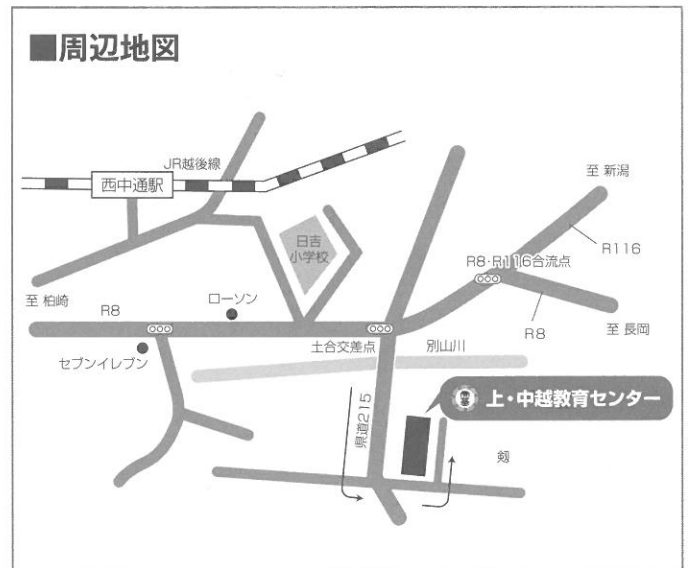 ■周辺地図
JR越後線
西中通駅
至 新潟
日吉
小学校
R8・R116合流点
R116
至 柏崎
R8
ローソン
R8
至 長岡
セブンイレブン
土合交差点
別山川
県道215
上・中越教育センター
剱